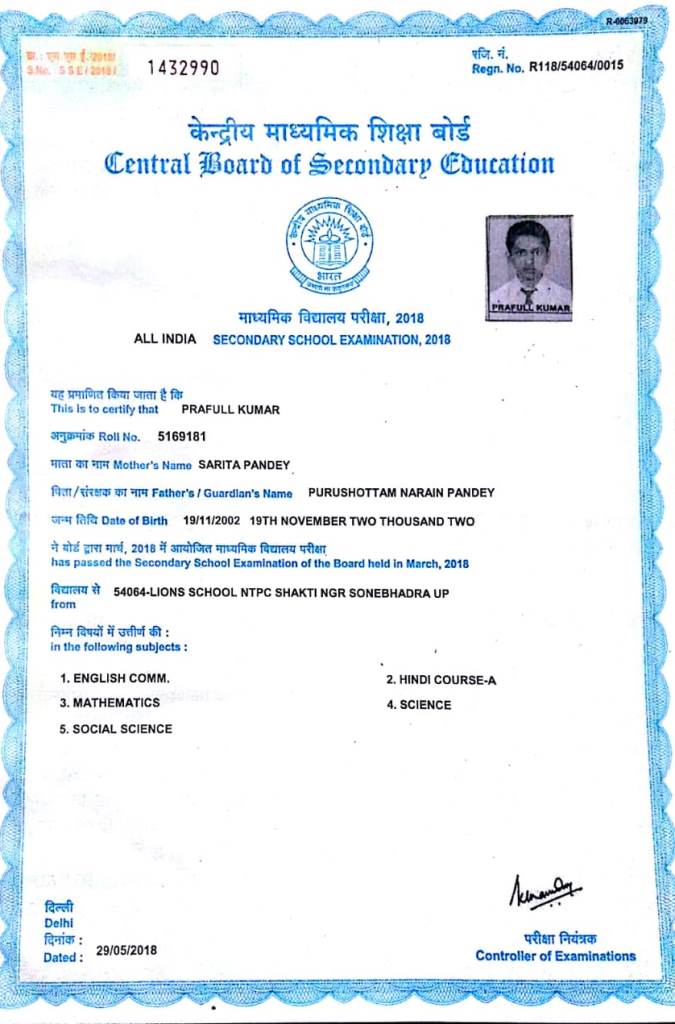 R-6063979
क्र.: एस एस ई /2018/
S.No. S S E / 2018 /
1432990
रजि. नं.
Regn. No. R118/54064/0015
केन्द्रीय माध्यमिक शिक्षा बोर्ड
Central Board of Secondary Education
केन्द्रीय माध्यमिक शिक्षा बोर्ड
भारत
PRAFULL KUMAR
माध्यमिक विद्यालय परीक्षा, 2018
ALL INDIA SECONDARY SCHOOL EXAMINATION, 2018
यह प्रमाणित किया जाता है कि
This is to certify that PRAFULL KUMAR
अनुक्रमांक Roll No. 5169181
माता का नाम Mother's Name SARITA PANDEY
पिता/संरक्षक का नाम Father's / Guardian's Name PURUSHOTTAM NARAIN PANDEY
जन्म तिथि Date of Birth 19/11/2002 19TH NOVEMBER TWO THOUSAND TWO
ने बोर्ड द्वारा मार्च, 2018 में आयोजित माध्यमिक विद्यालय परीक्षा
has passed the Secondary School Examination of the Board held in March, 2018
विद्यालय से 54064-LIONS SCHOOL NTPC SHAKTI NGR SONEBHADRA UP
from
निम्न विषयों में उत्तीर्ण की :
in the following subjects :
1. ENGLISH COMM. 2. HINDI COURSE-A
3. MATHEMATICS 4. SCIENCE
5. SOCIAL SCIENCE
दिल्ली
Delhi
दिनांक :
Dated : 29/05/2018
परीक्षा नियंत्रक
Controller of Examinations